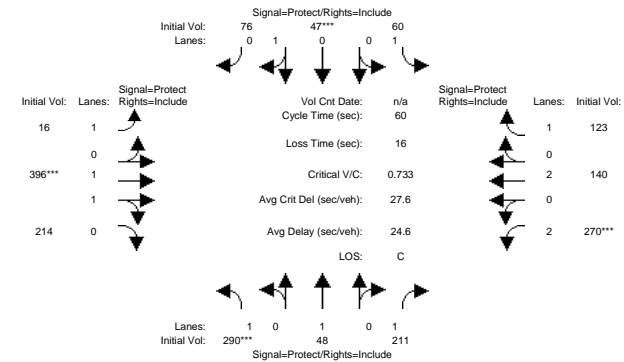 Signal=Protect/Rights=Include
Initial Vol: 76 47*** 60
Lanes: 0 1 0 0 1
Signal=Protect
Initial Vol: Lanes: Rights=Include
Vol Cnt Date: n/a
Signal=Protect
Rights=Include Lanes: Initial Vol:
Cycle Time (sec): 60
16 1
1 123
Loss Time (sec): 16
0
0
396*** 1
Critical V/C: 0.733
2 140
1
Avg Crit Del (sec/veh): 27.6
0
214 0
Avg Delay (sec/veh): 24.6
2 270***
LOS: C
Lanes: 1 0 1 0 1
Initial Vol: 290*** 48 211
Signal=Protect/Rights=Include